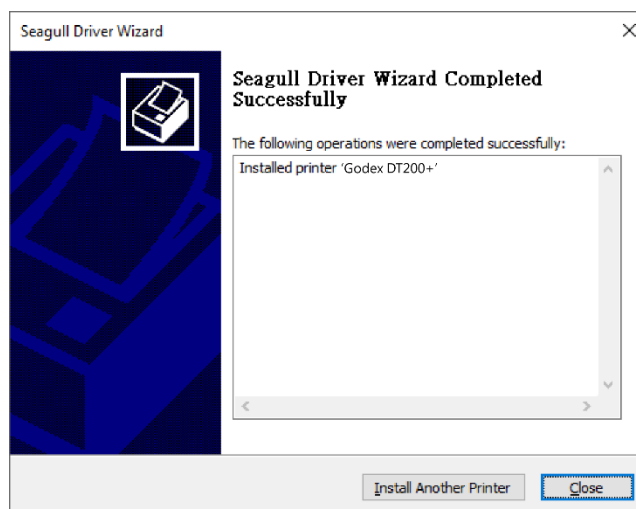 Seagull Driver Wizard
Seagull Driver Wizard Completed
Successfully
The following operations were completed successfully:
Installed printer ‘Godex DT200+’
Install Another Printer
Close